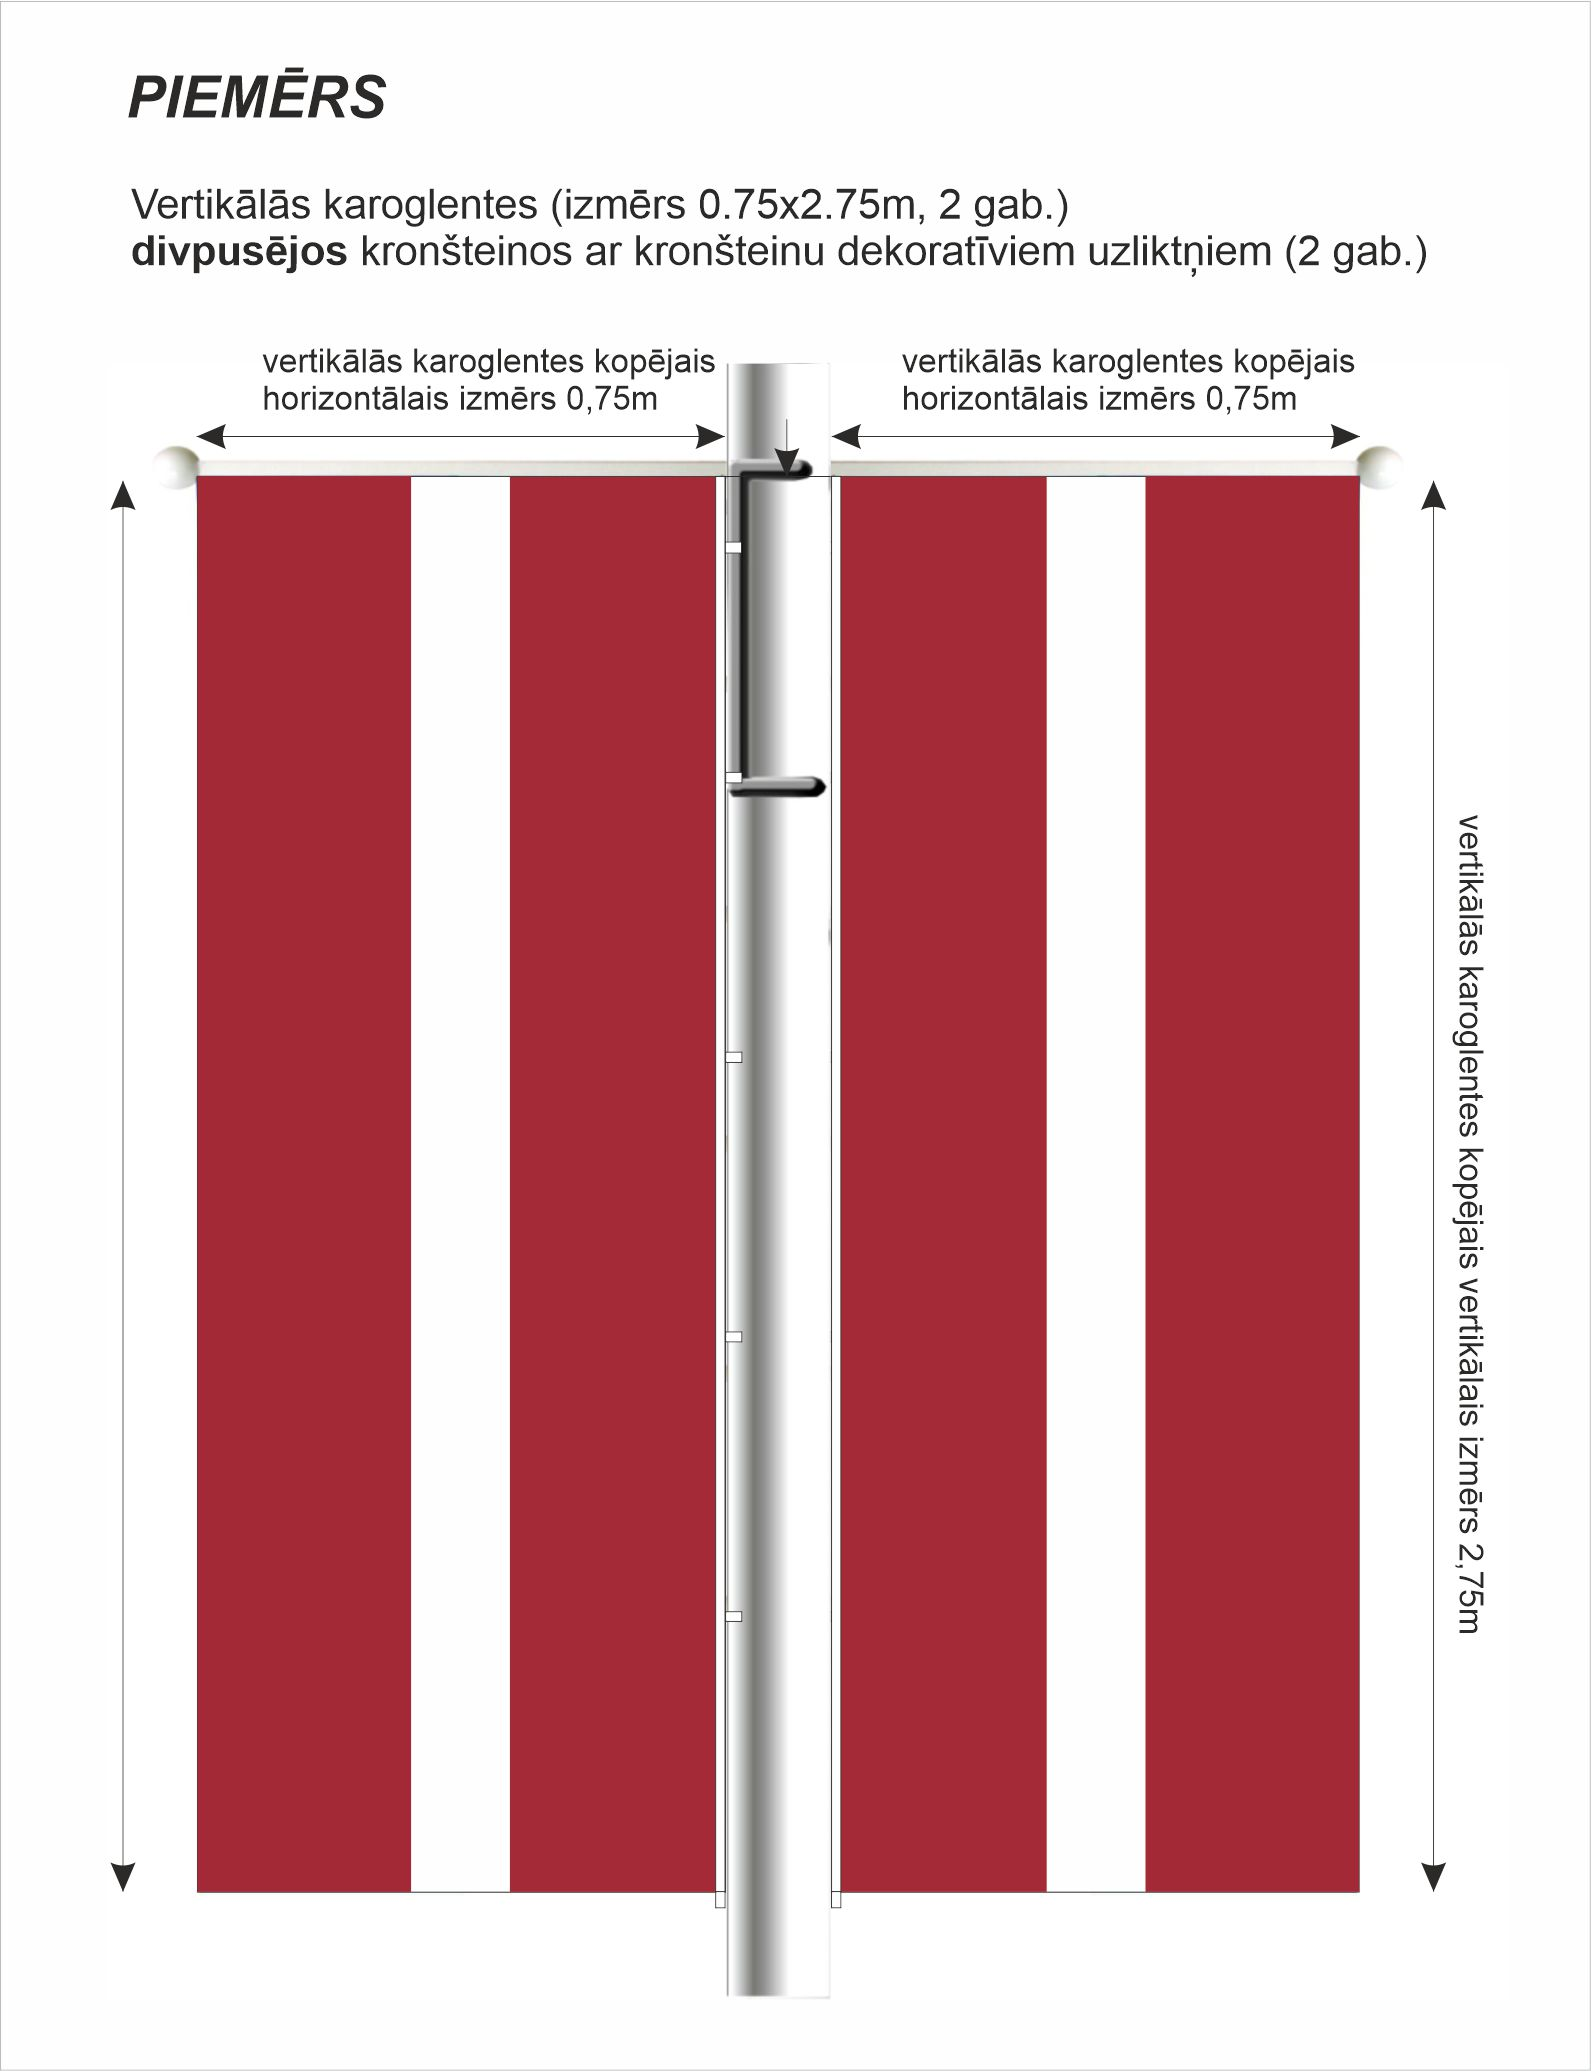 PIEMĒRS
Vertikālās karoglentes (izmērs 0.75x2.75m, 2 gab.)
divpusējos kronšteinos ar kronšteinu dekoratīviem uzliktņiem (2 gab.)
vertikālās karoglentes kopējais
horizontālais izmērs 0,75m
vertikālās karoglentes kopējais
horizontālais izmērs 0,75m
vertikālās karoglentes kopējais vertikālais izmērs 2,75m